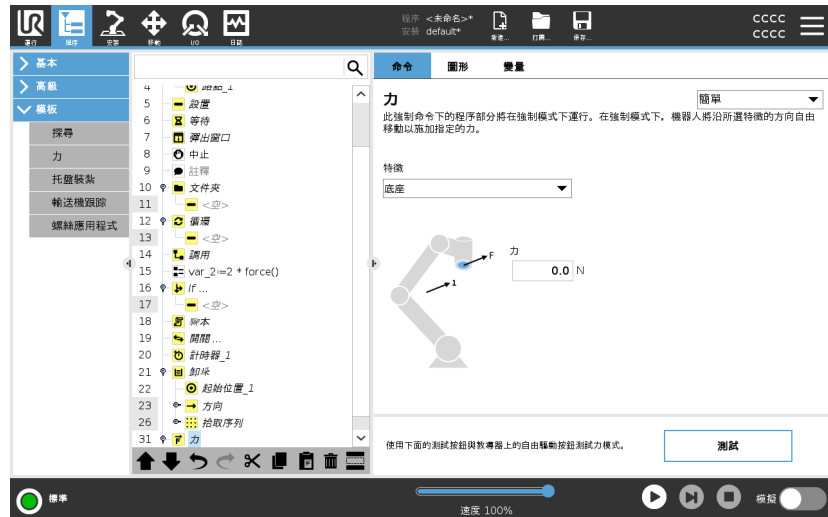 程序 <未命名>*
安装 default*
CCCC
CCCC
運行
程序
安裝
移動
I/O
日誌
新建...
打開...
保存...
基本
高級
模板
探尋
力
托盤裝紮
輸送機跟蹤
螺絲應用程式
4 路點_1
5 設置
6 等待
7 彈出窗口
8 中止
9 註釋
10 文件夾
11 <空>
12 循環
13 <空>
14 調用
15 var_2≔2 * force()
16 If ...
17 <空>
18 腳本
19 開關 ...
20 計時器_1
21 卸垛
22 起始位置_1
23 方向
26 拾取序列
31 力
命令 圖形 變量
力
簡單
此強制命令下的程序部分將在強制模式下運行。在強制模式下，機器人將沿所選特徵的方向自由
移動以施加指定的力。
特徵
底座
F
1
力
0.0 N
使用下面的測試按鈕與教導器上的自由驅動按鈕測試力模式。
測試
標準
速度 100%
模擬